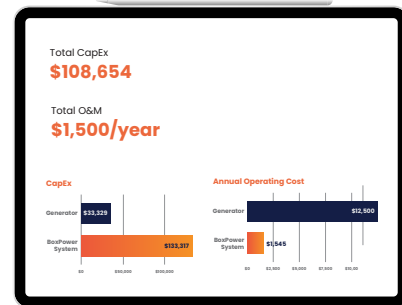 Total CapEx
$108,654
Total O&M
$1,500/year
CapEx
Generator $33,329
BoxPower System $133,317
$0 $50,000 $100,000
Annual Operating Cost
Generator $12,500
BoxPower System $1,545
$0 $2,500 $5,000 $7,500 $10,00